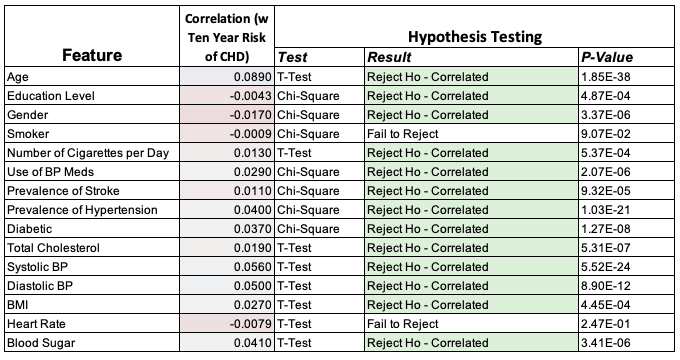 Feature Correlation (w Ten Year Risk of CHD) Hypothesis Testing
Test Result P-Value
Age 0.0890 T-Test Reject Ho - Correlated 1.85E-38
Education Level -0.0043 Chi-Square Reject Ho - Correlated 4.87E-04
Gender -0.0170 Chi-Square Reject Ho - Correlated 3.37E-06
Smoker -0.0009 Chi-Square Fail to Reject 9.07E-02
Number of Cigarettes per Day 0.0130 T-Test Reject Ho - Correlated 5.37E-04
Use of BP Meds 0.0290 Chi-Square Reject Ho - Correlated 2.07E-06
Prevalence of Stroke 0.0110 Chi-Square Reject Ho - Correlated 9.32E-05
Prevalence of Hypertension 0.0400 Chi-Square Reject Ho - Correlated 1.03E-21
Diabetic 0.0370 Chi-Square Reject Ho - Correlated 1.27E-08
Total Cholesterol 0.0190 T-Test Reject Ho - Correlated 5.31E-07
Systolic BP 0.0560 T-Test Reject Ho - Correlated 5.52E-24
Diastolic BP 0.0500 T-Test Reject Ho - Correlated 8.90E-12
BMI 0.0270 T-Test Reject Ho - Correlated 4.45E-04
Heart Rate -0.0079 T-Test Fail to Reject 2.47E-01
Blood Sugar 0.0410 T-Test Reject Ho - Correlated 3.41E-06